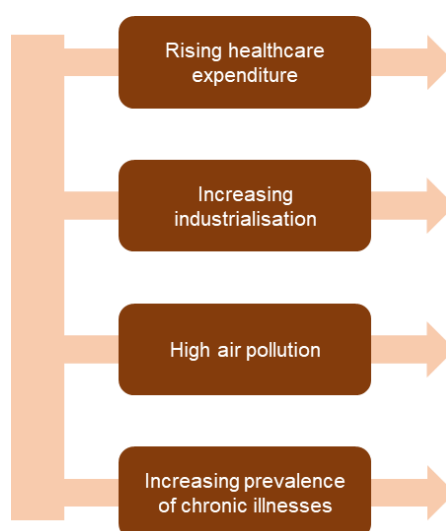 Rising healthcare
expenditure
Increasing
industrialisation
High air pollution
Increasing prevalence
of chronic illnesses